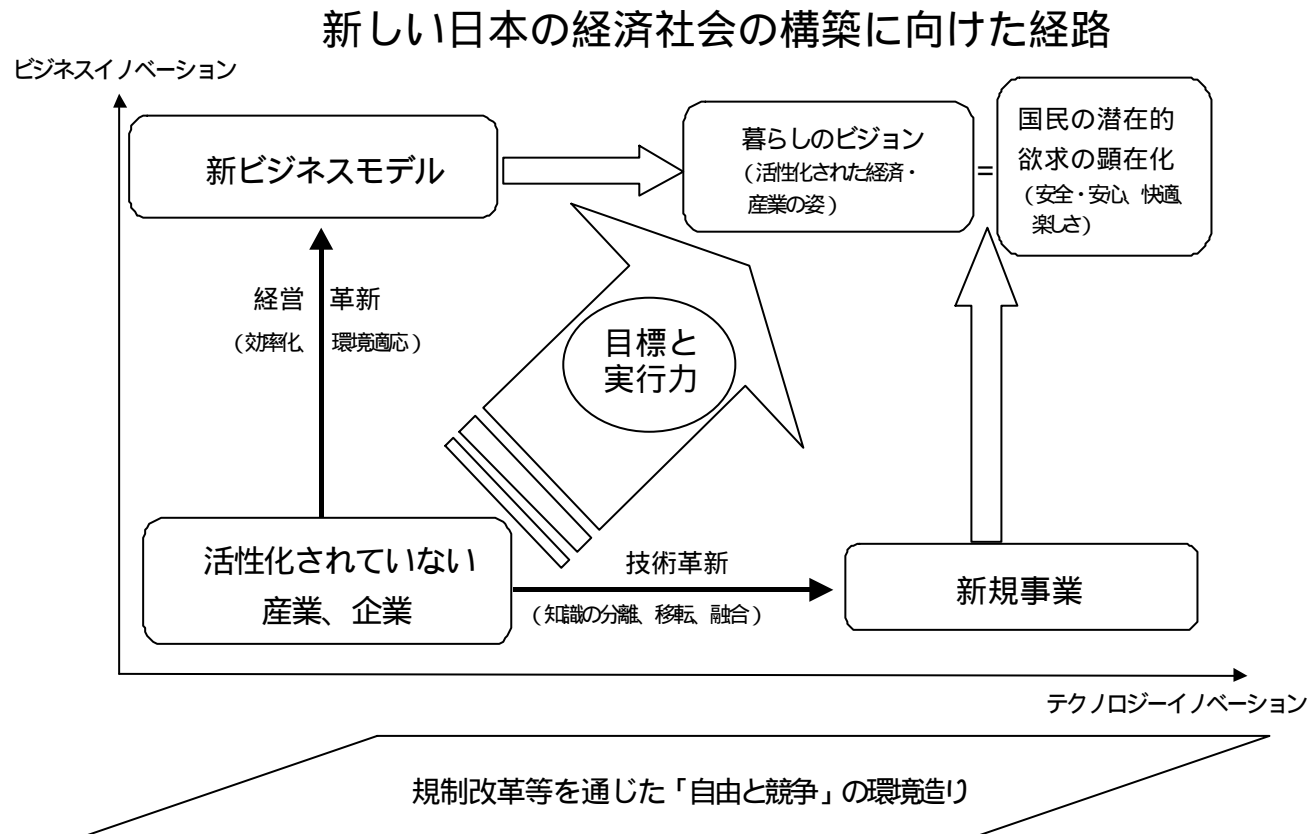 新しい日本の経済社会の構築に向けた経路
ビジネスイノベーション
新ビジネスモデル
暮らしのビジョン
（活性化された経済・
産業の姿）
=
国民の潜在的
欲求の顕在化
（安全・安心、快適、
楽しさ）
経営 革新
（効率化、 環境適応）
目標と
実行力
活性化されていない
産業、企業
技術革新
（知識の分離、移転、融合）
新規事業
テクノロジーイノベーション
規制改革等を通じた「自由と競争」の環境造り